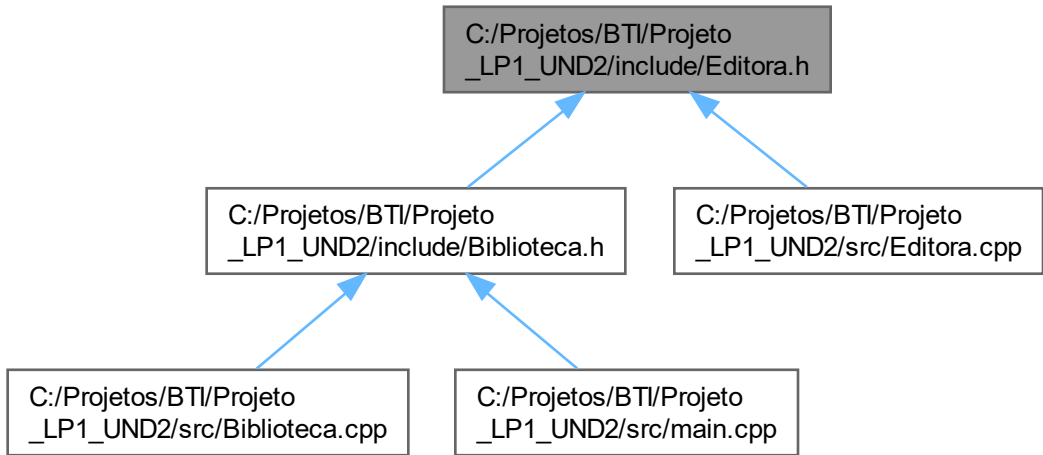 C:/Projetos/BTI/Projeto
_LP1_UND2/include/Editora.h
C:/Projetos/BTI/Projeto
_LP1_UND2/include/Biblioteca.h
C:/Projetos/BTI/Projeto
_LP1_UND2/src/Editora.cpp
C:/Projetos/BTI/Projeto
_LP1_UND2/src/Biblioteca.cpp
C:/Projetos/BTI/Projeto
_LP1_UND2/src/main.cpp